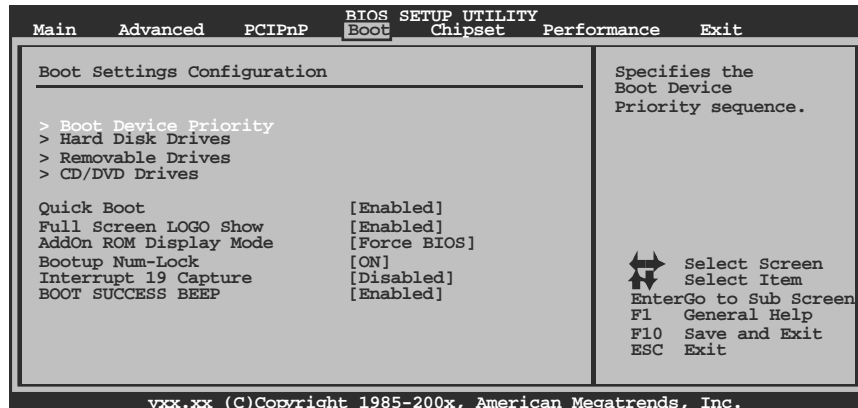 BIOS SETUP UTILITY
Main Advanced PCIPnP Boot Chipset Performance Exit
Boot Settings Configuration
> Boot Device Priority
> Hard Disk Drives
> Removable Drives
> CD/DVD Drives
Quick Boot [Enabled]
Full Screen LOGO Show [Enabled]
AddOn ROM Display Mode [Force BIOS]
Bootup Num-Lock [ON]
Interrupt 19 Capture [Disabled]
BOOT SUCCESS BEEP [Enabled]
Specifies the
Boot Device
Priority sequence.
Select Screen
Select Item
EnterGo to Sub Screen
F1 General Help
F10 Save and Exit
ESC Exit
vxx.xx (C)Copyright 1985-200x, American Megatrends, Inc.